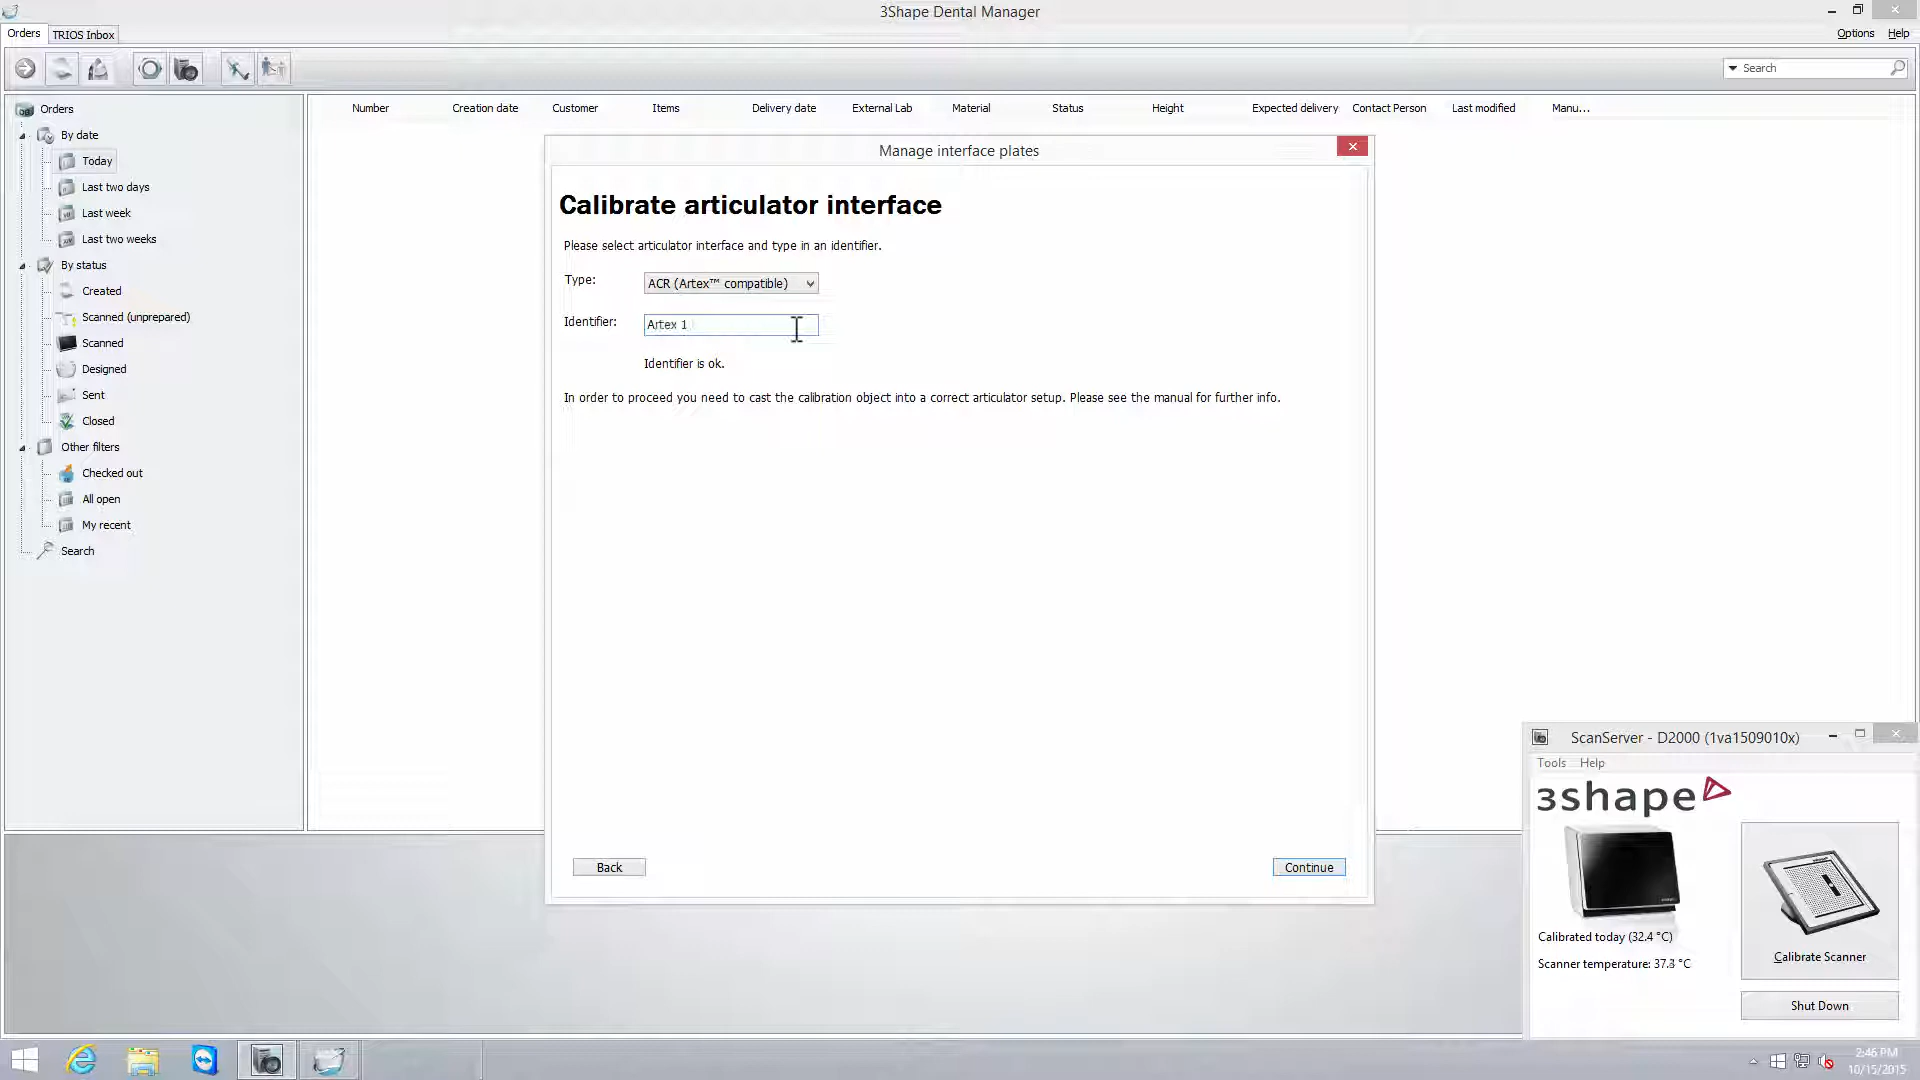 3Shape Dental Manager
Orders
TRIOS Inbox
Options
Help
Search
Orders
By date
Today
Last two days
Last week
Last two weeks
By status
Created
Scanned (unprepared)
Scanned
Designed
Sent
Closed
Other filters
Checked out
All open
My recent
Search
Number Creation date Customer Items Delivery date External Lab Material Status Height Expected delivery Contact Person Last modified Manu...
Manage interface plates
Calibrate articulator interface
Please select articulator interface and type in an identifier.
Type: ACR (Artex™ compatible)
Identifier: Artex 1
Identifier is ok.
In order to proceed you need to cast the calibration object into a correct articulator setup. Please see the manual for further info.
Back
Continue
ScanServer - D2000 (1va1509010x)
Tools Help
3shape
Calibrated today (32.4 °C)
Scanner temperature: 37.3 °C
Calibrate Scanner
Shut Down
2:46 PM
10/15/2015